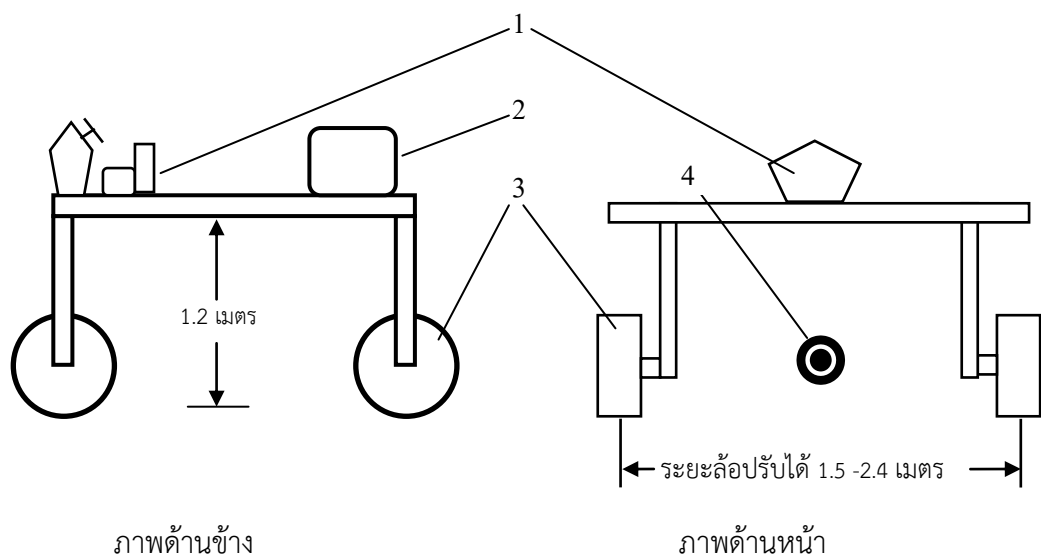 1
2
3
4
1.2 เมตร
ระยะล้อปรับได้ 1.5 -2.4 เมตร
ภาพด้านข้าง
ภาพด้านหน้า